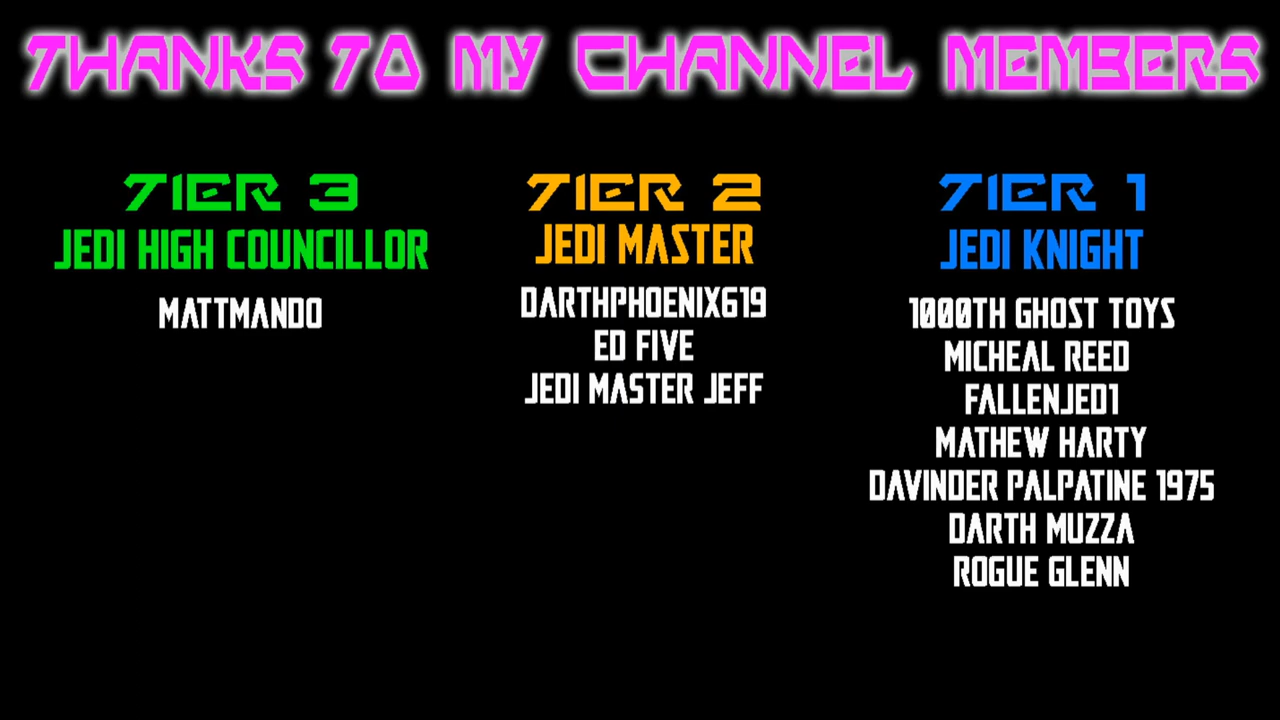 THANKS TO MY CHANNEL MEMBERS
TIER 3
JEDI HIGH COUNCILLOR
MATTMANDO
TIER 2
JEDI MASTER
DARTHPHOENIX619
ED FIVE
JEDI MASTER JEFF
TIER 1
JEDI KNIGHT
1000TH GHOST TOYS
MICHEAL REED
FALLENJED1
MATHEW HARTY
DAVINDER PALPATINE 1975
DARTH MUZZA
ROGUE GLENN